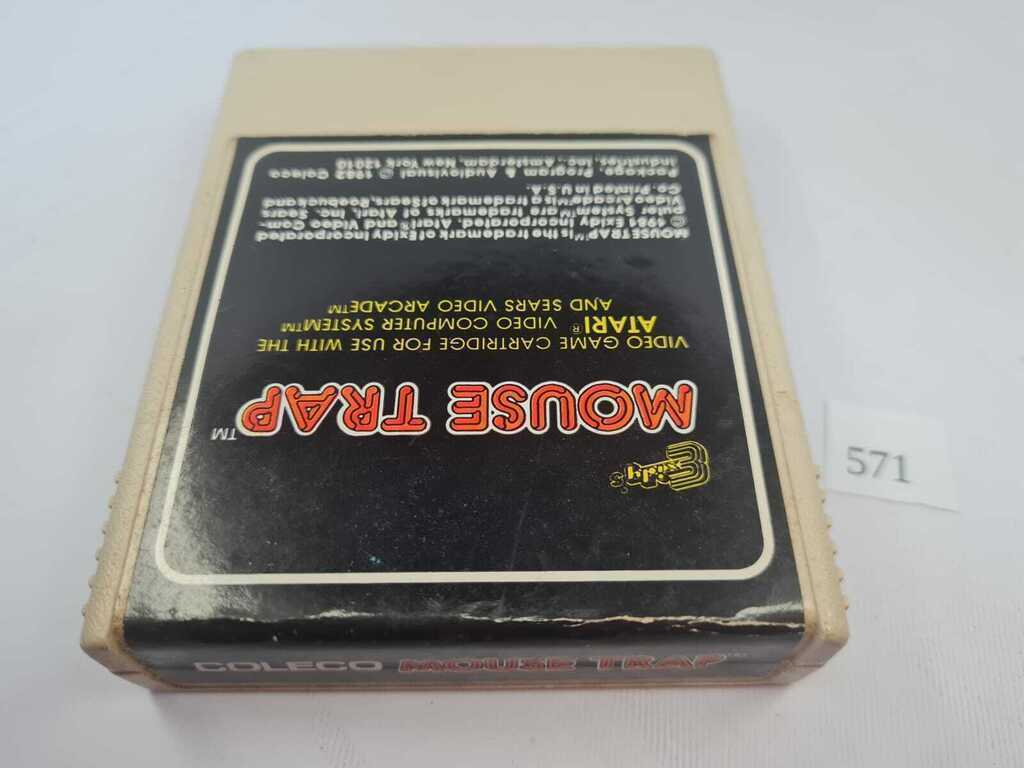 Exidy's
MOUSE TRAP™
VIDEO GAME CARTRIDGE FOR USE WITH THE
ATARI® VIDEO COMPUTER SYSTEM™
AND SEARS VIDEO ARCADE™
MOUSETRAP™ is the trademark of Exidy Incorporated
© 1981 Exidy Incorporated. Atari® and Video Com-
puter System™ are trademarks of Atari, Inc. Sears
Video Arcade™ is a trademark of Sears, Roebuck and
Co. Printed in U.S.A.
Package, Program & Audiovisual © 1982 Coleco
Industries, Inc., Amsterdam, New York 12010
COLECO MOUSE TRAP™
571